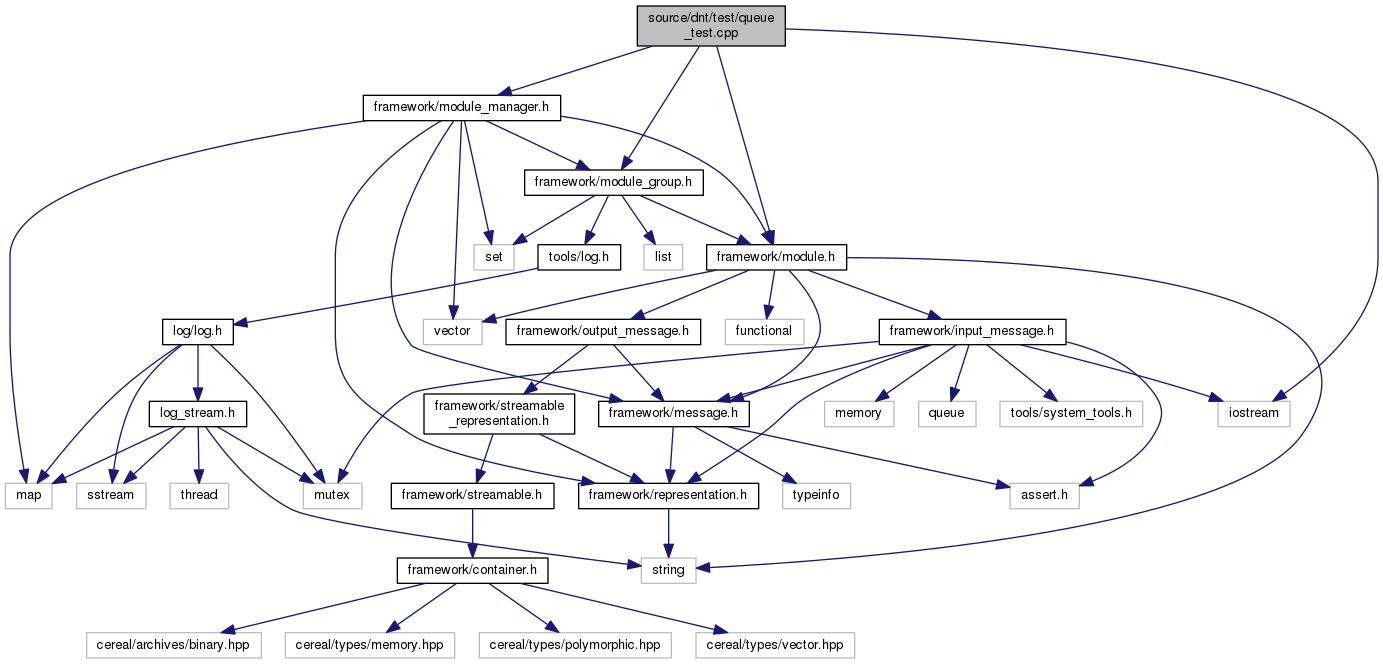 source/dnt/test/queue
_test.cpp
framework/module_manager.h
framework/module_group.h
set
tools/log.h
list
framework/module.h
log/log.h
vector
framework/output_message.h
functional
framework/input_message.h
log_stream.h
framework/streamable
_representation.h
framework/message.h
memory
queue
tools/system_tools.h
iostream
map
sstream
thread
mutex
framework/streamable.h
framework/representation.h
typeinfo
assert.h
framework/container.h
string
cereal/archives/binary.hpp
cereal/types/memory.hpp
cereal/types/polymorphic.hpp
cereal/types/vector.hpp